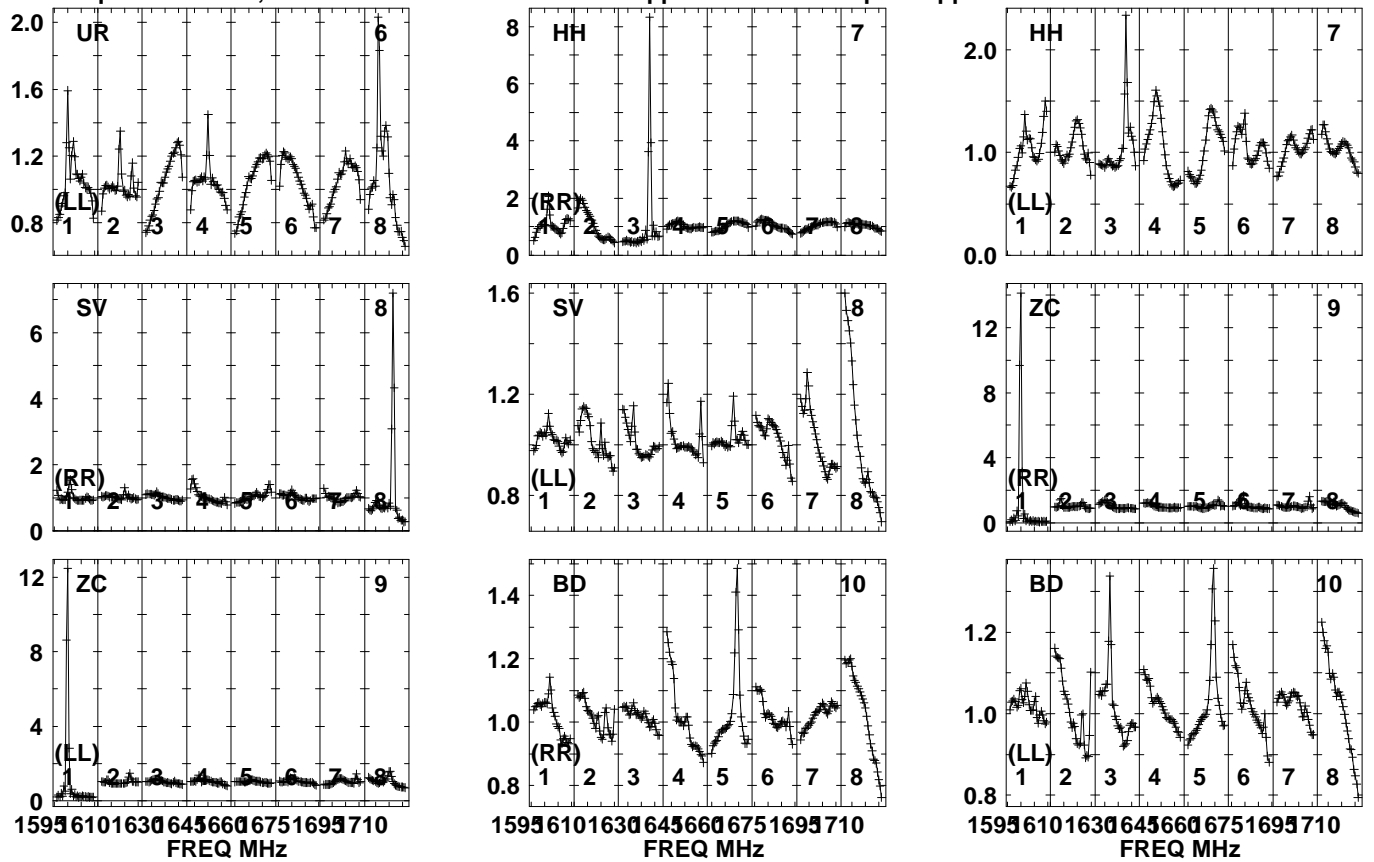 UR 6 HH 7 HH 7
2.0 8 2.0
1.6 6
1.2 4 1.0
0.8 2
0 0.0
(LL) (RR) (LL)
1 2 3 4 5 6 7 8 1 2 3 4 5 6 7 8 1 2 3 4 5 6 7 8
SV 8 SV 8 ZC 9
6 1.6 12
4 1.2 8
2 0.8 4
0 0
(RR) (LL) (RR)
1 2 3 4 5 6 7 8 1 2 3 4 5 6 7 8 1 2 3 4 5 6 7 8
ZC 9 BD 10 BD 10
12 1.4 1.2
8 1.2 1.0
4 1.0 0.8
0 0.8
(LL) (RR) (LL)
1 2 3 4 5 6 7 8 1 2 3 4 5 6 7 8 1 2 3 4 5 6 7 8
1595 1610 1630 1645 1660 1675 1695 1710 1595 1610 1630 1645 1660 1675 1695 1710 1595 1610 1630 1645 1660 1675 1695 1710
FREQ MHz FREQ MHz FREQ MHz